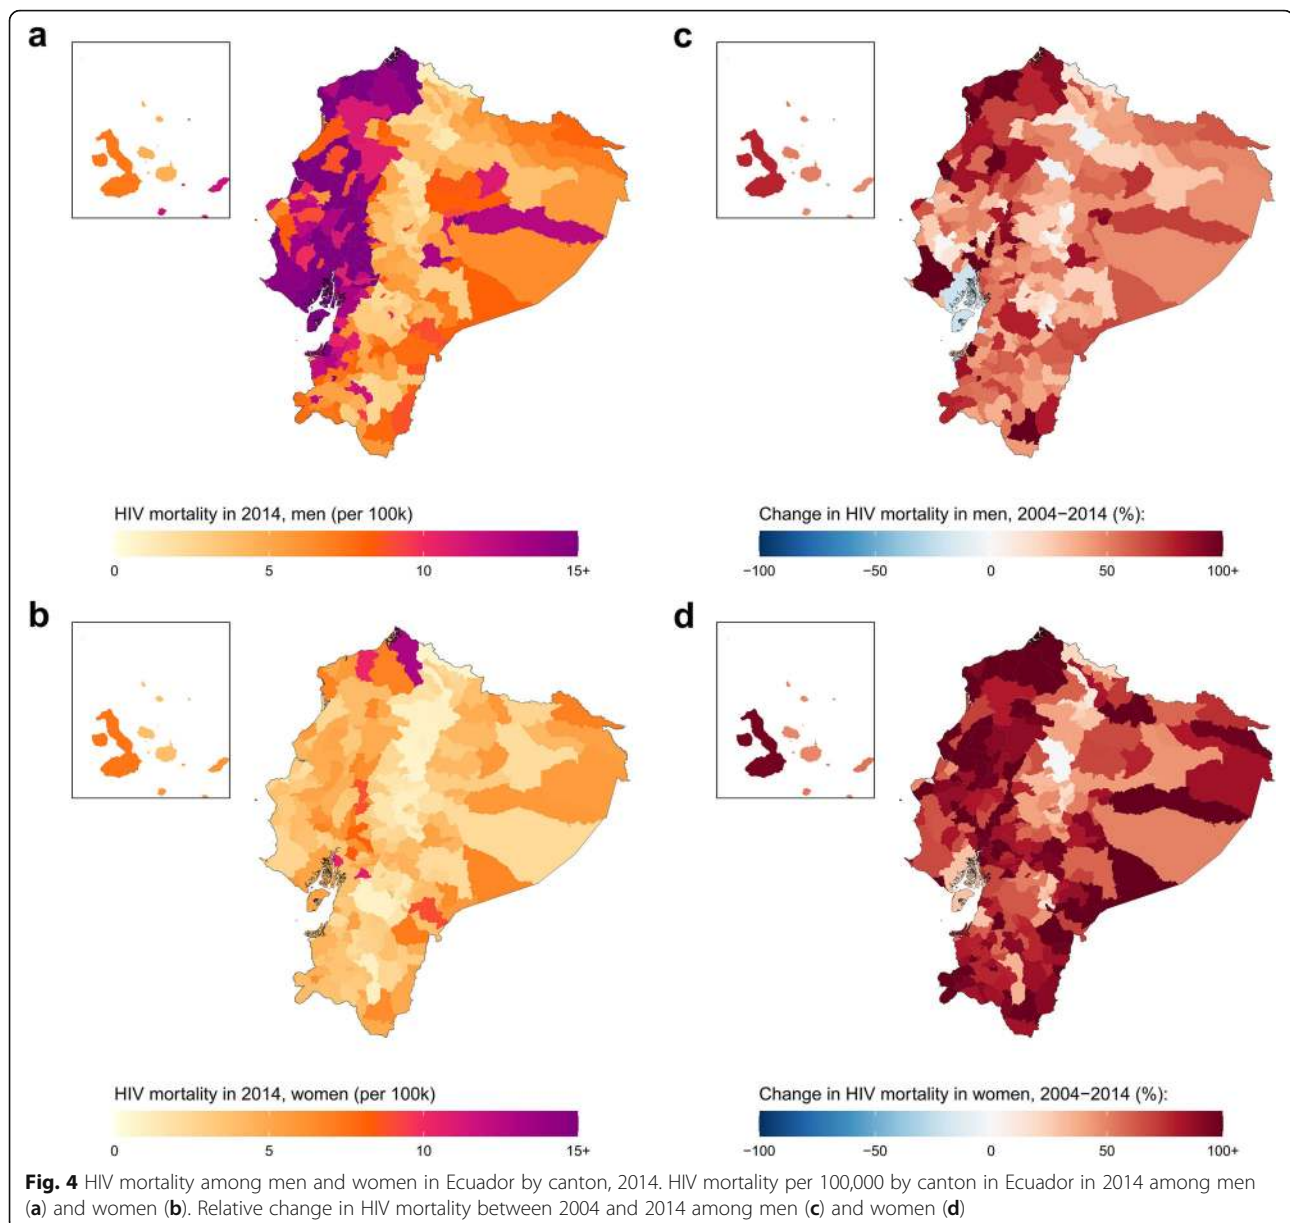 a
c
HIV mortality in 2014, men (per 100k)
0 5 10 15+
Change in HIV mortality in men, 2004−2014 (%):
−100 −50 0 50 100+
b
d
HIV mortality in 2014, women (per 100k)
0 5 10 15+
Change in HIV mortality in women, 2004−2014 (%):
−100 −50 0 50 100+
Fig. 4 HIV mortality among men and women in Ecuador by canton, 2014. HIV mortality per 100,000 by canton in Ecuador in 2014 among men
(a) and women (b). Relative change in HIV mortality between 2004 and 2014 among men (c) and women (d)